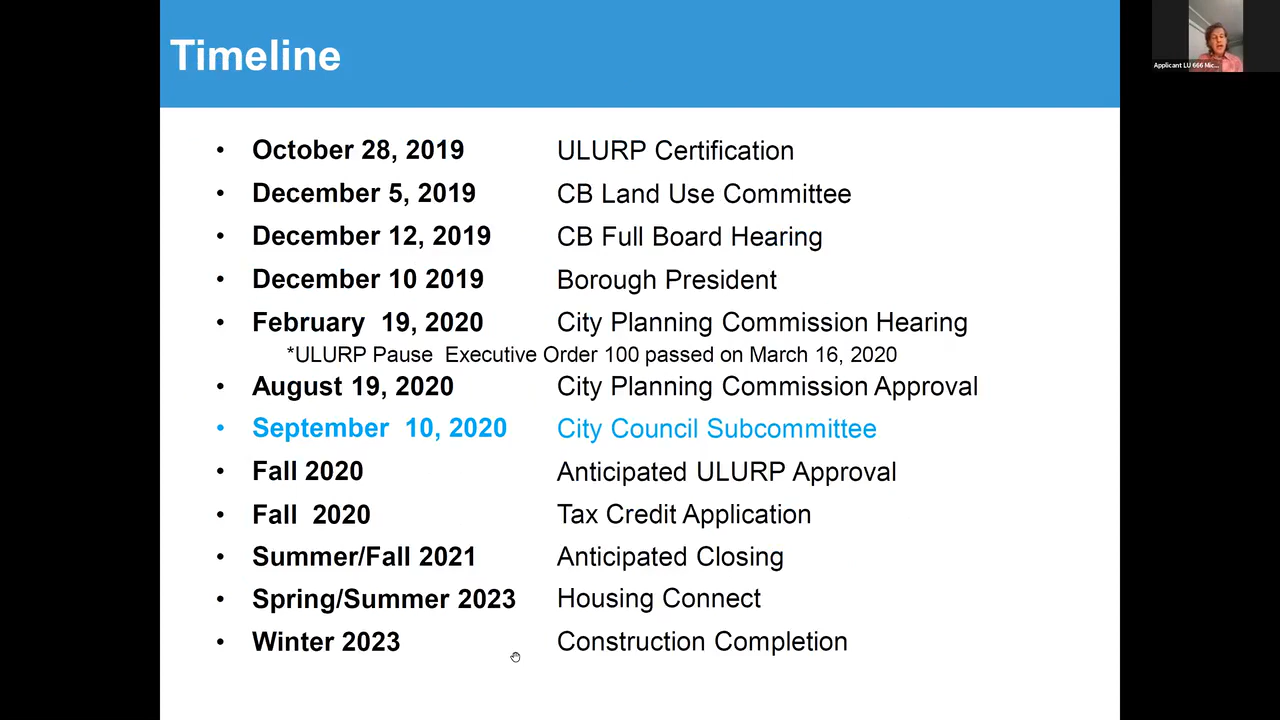 Timeline
Applicant LU 666 Mic...
• October 28, 2019 ULURP Certification
• December 5, 2019 CB Land Use Committee
• December 12, 2019 CB Full Board Hearing
• December 10 2019 Borough President
• February 19, 2020 City Planning Commission Hearing
*ULURP Pause Executive Order 100 passed on March 16, 2020
• August 19, 2020 City Planning Commission Approval
• September 10, 2020 City Council Subcommittee
• Fall 2020 Anticipated ULURP Approval
• Fall 2020 Tax Credit Application
• Summer/Fall 2021 Anticipated Closing
• Spring/Summer 2023 Housing Connect
• Winter 2023 Construction Completion